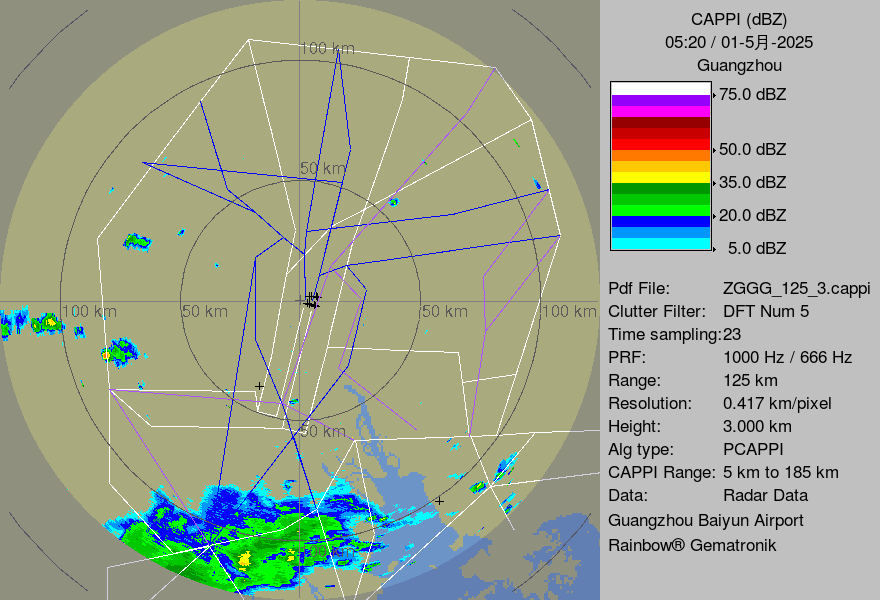 CAPPI (dBZ)
05:20 / 01-5月-2025
Guangzhou
75.0 dBZ
50.0 dBZ
35.0 dBZ
20.0 dBZ
5.0 dBZ
Pdf File: ZGGG_125_3.cappi
Clutter Filter: DFT Num 5
Time sampling:23
PRF: 1000 Hz / 666 Hz
Range: 125 km
Resolution: 0.417 km/pixel
Height: 3.000 km
Alg type: PCAPPI
CAPPI Range: 5 km to 185 km
Data: Radar Data
Guangzhou Baiyun Airport
Rainbow® Gematronik
100 km
50 km
100 km
50 km
50 km
100 km
50 km
100 km